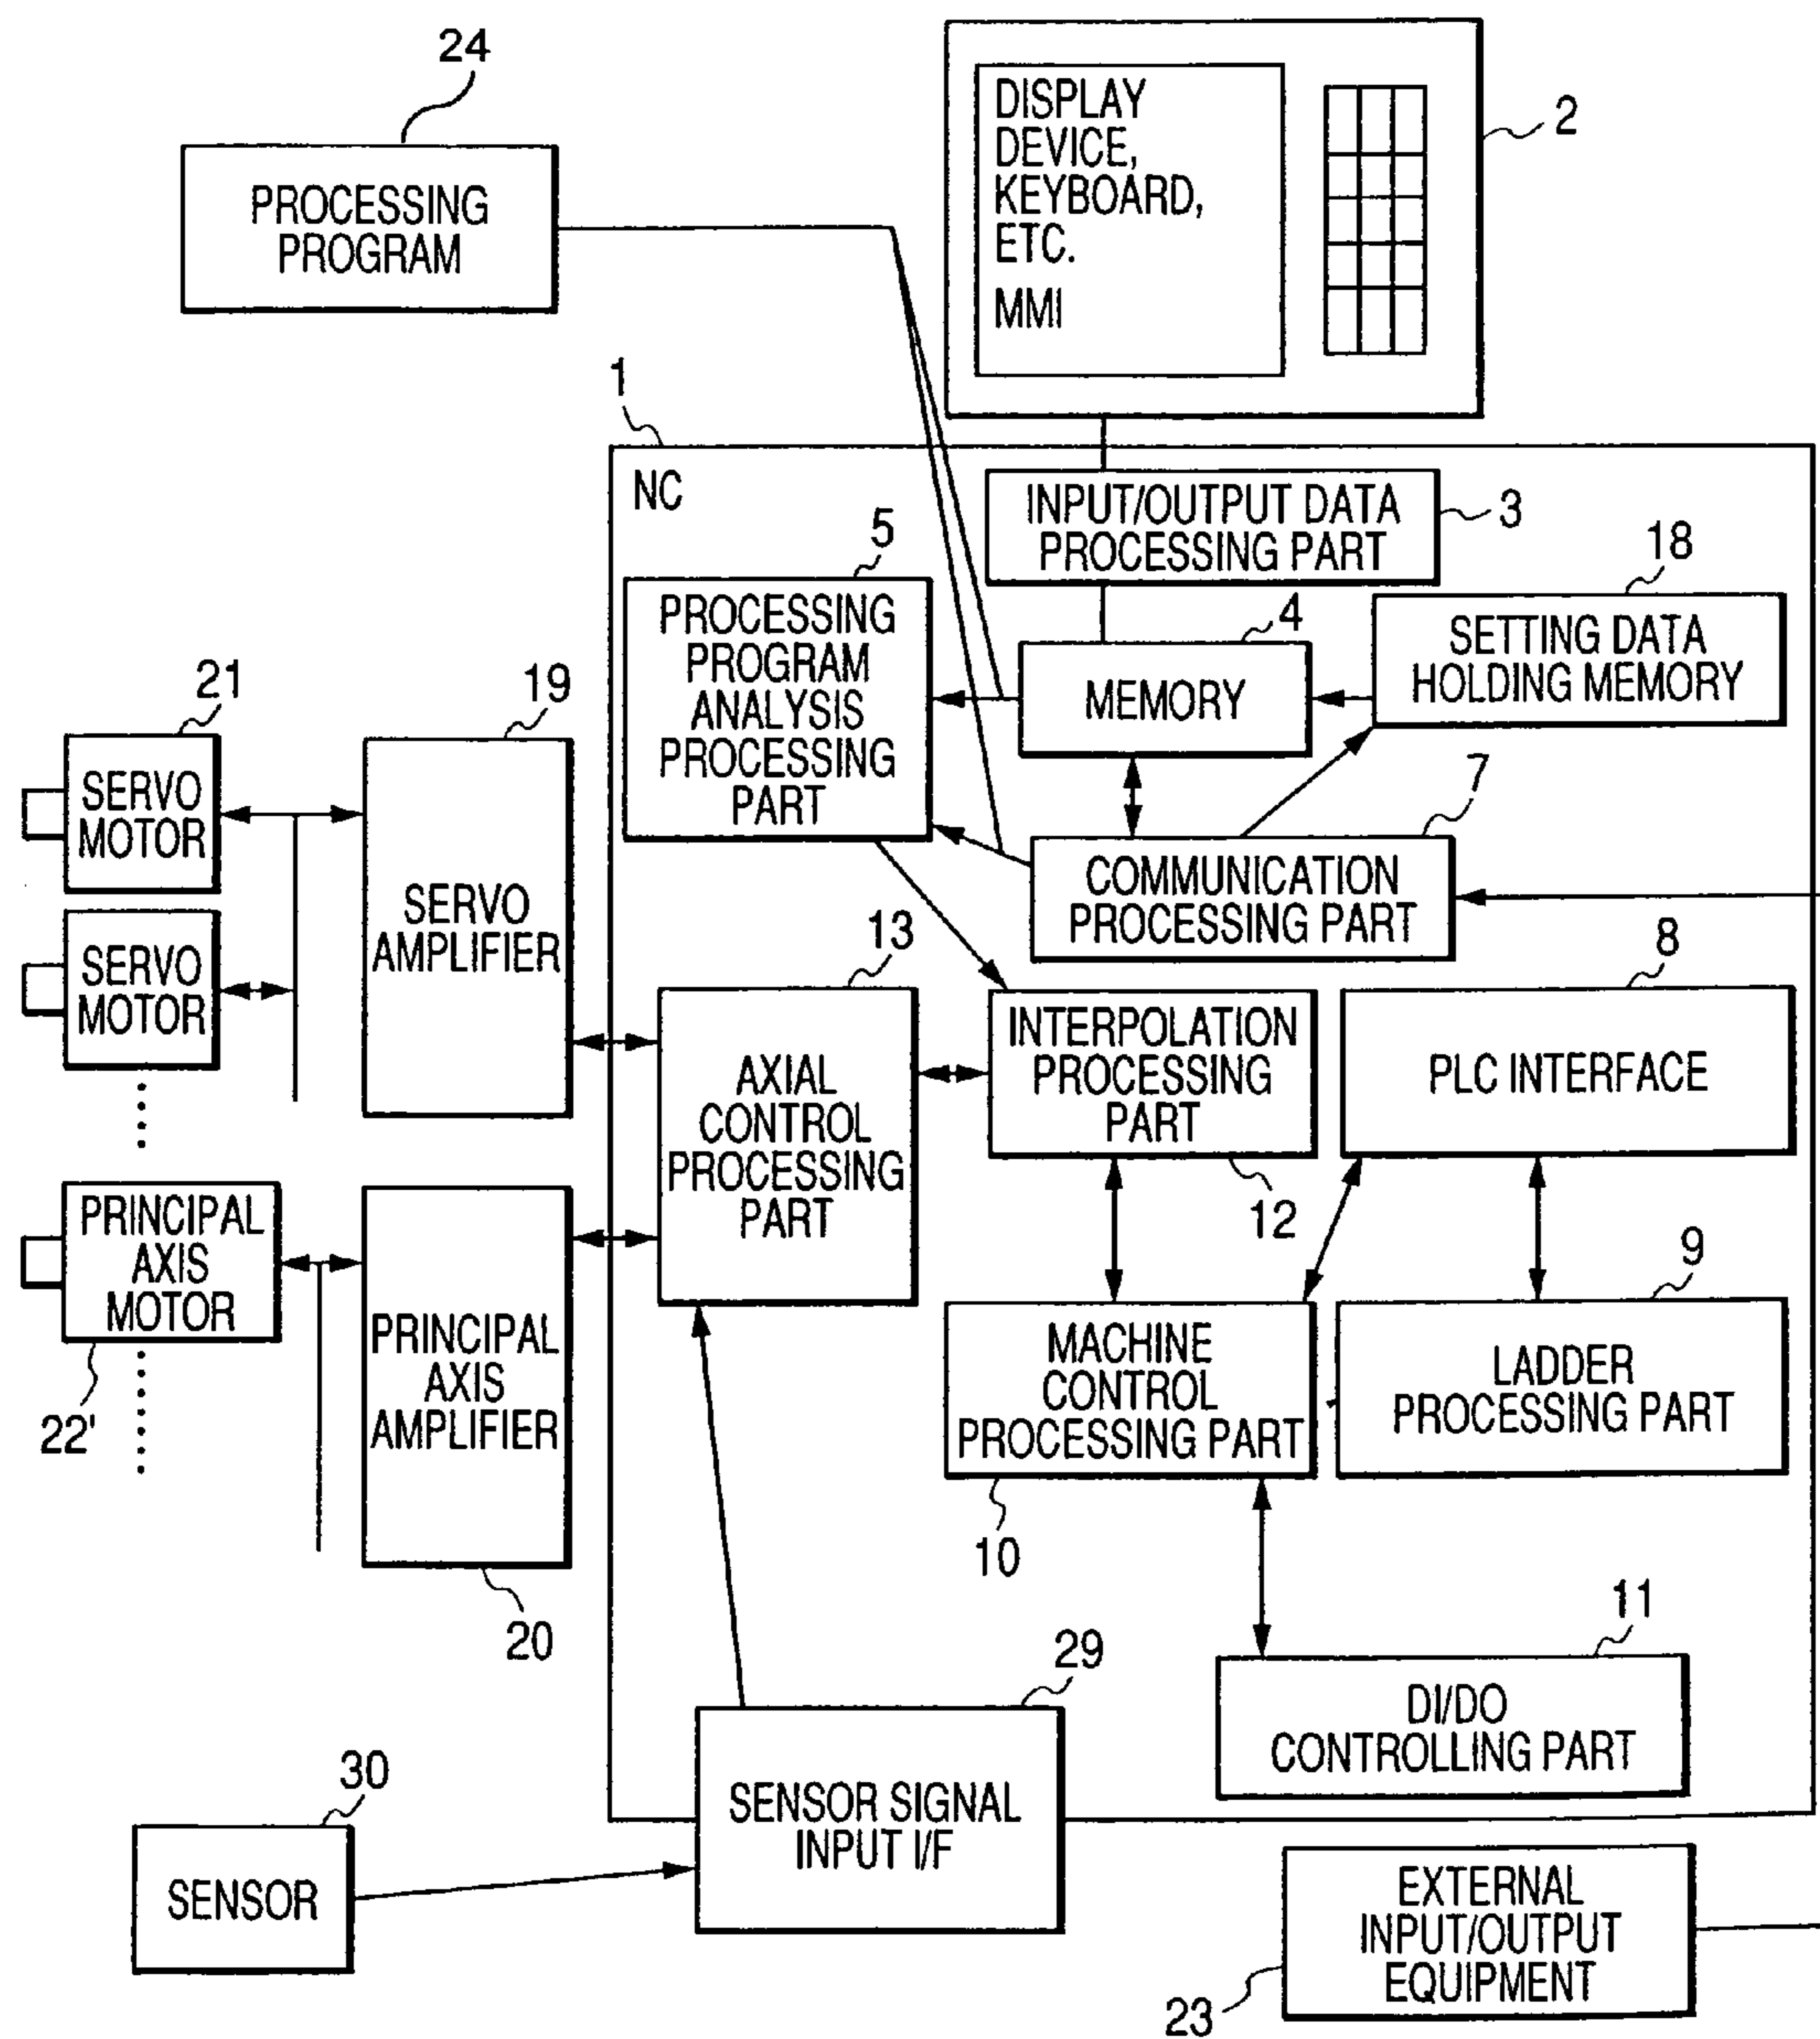 24
PROCESSING
PROGRAM
DISPLAY
DEVICE,
KEYBOARD,
ETC.
MMI
2
1
NC
INPUT/OUTPUT DATA
PROCESSING PART
3
5
PROCESSING
PROGRAM
ANALYSIS
PROCESSING
PART
4
MEMORY
18
SETTING DATA
HOLDING MEMORY
7
COMMUNICATION
PROCESSING PART
21
SERVO
MOTOR
SERVO
MOTOR
19
SERVO
AMPLIFIER
13
AXIAL
CONTROL
PROCESSING
PART
INTERPOLATION
PROCESSING
PART
12
8
PLC INTERFACE
PRINCIPAL
AXIS
MOTOR
22'
PRINCIPAL
AXIS
AMPLIFIER
20
MACHINE
CONTROL
PROCESSING PART
10
9
LADDER
PROCESSING PART
11
DI/DO
CONTROLLING PART
29
SENSOR SIGNAL
INPUT I/F
30
SENSOR
EXTERNAL
INPUT/OUTPUT
EQUIPMENT
23